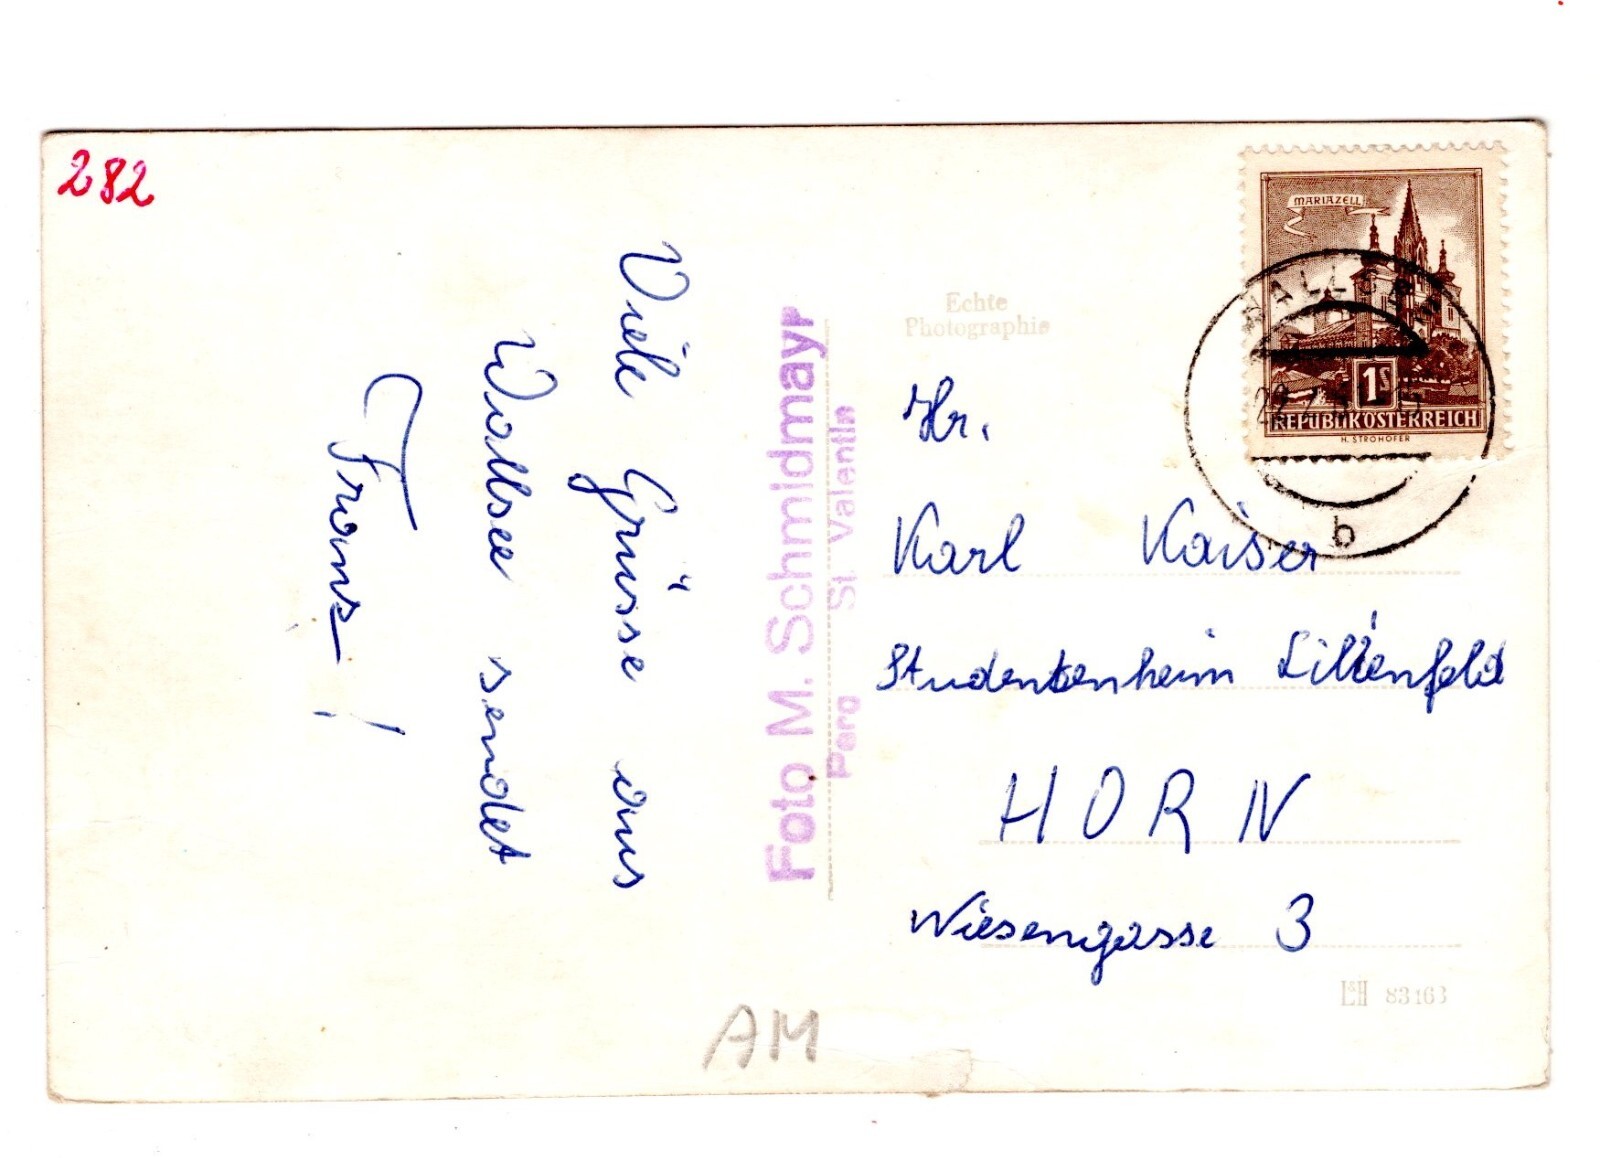 282
Viele Grüsse aus
Wallsee sendet
Franz!
Foto M. Schmidmayr
Perg St. Valentin
Echte
Photographie
MARIAZELL
1S
REPUBLIK ÖSTERREICH
H. STROHOFER
b
Hr.
Karl Kaiser
Studentenheim Lilienfeld
HORN
Wiesengasse 3
83163
AM